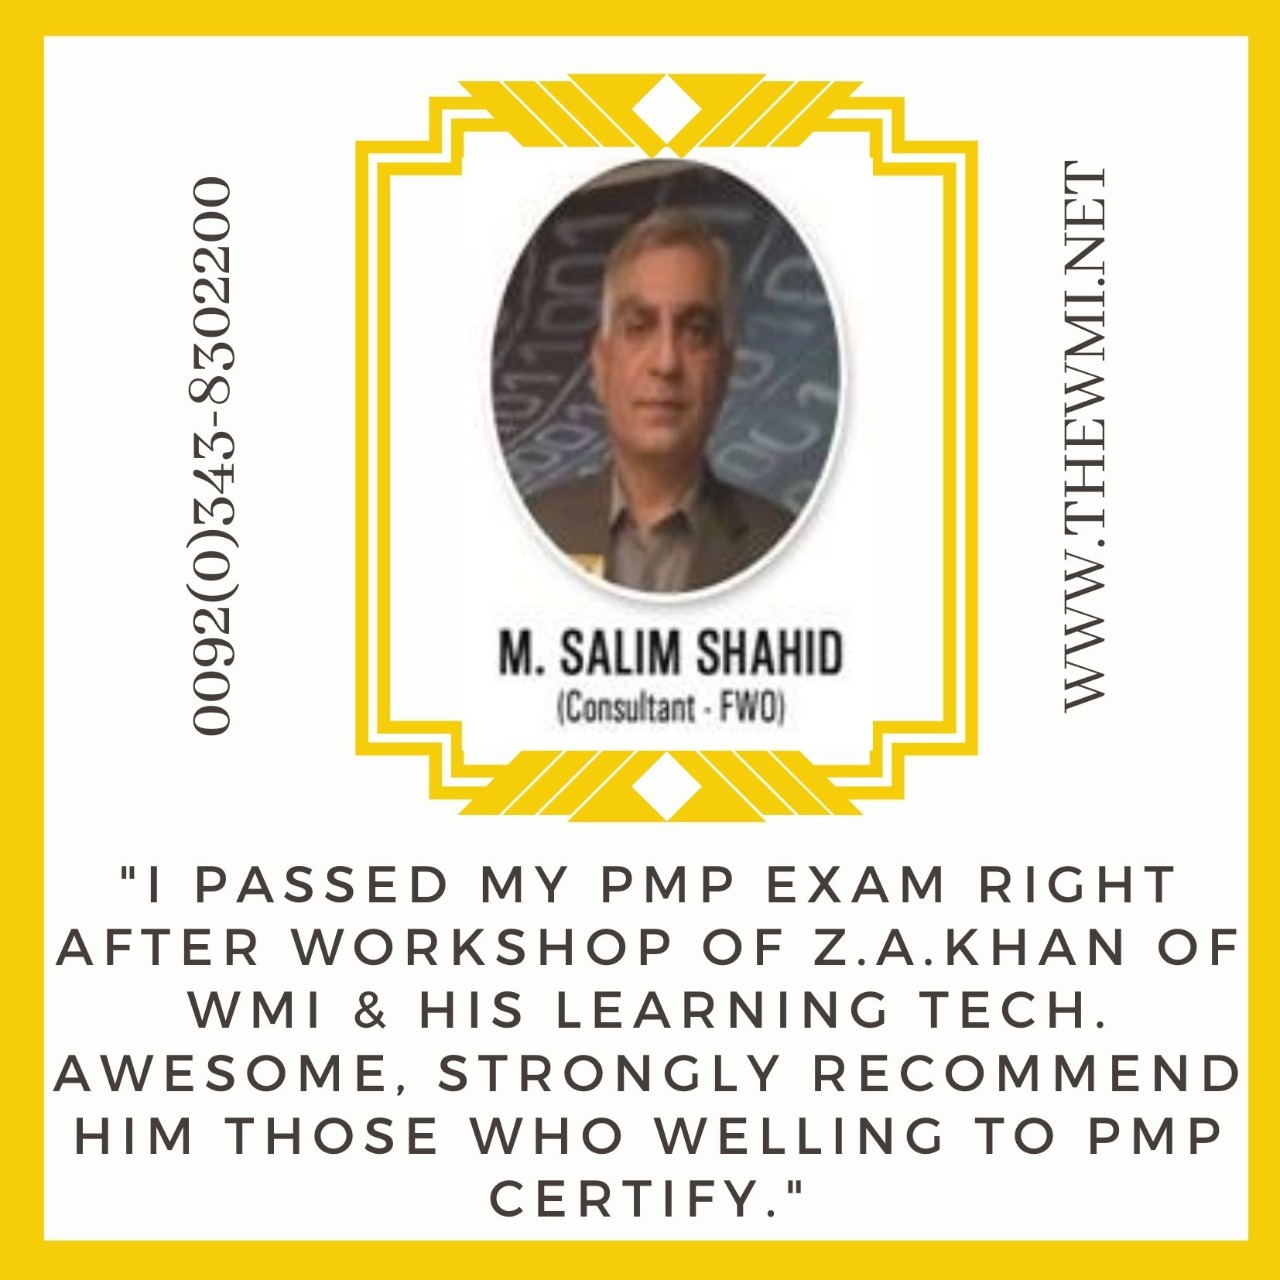 0092(0)343-8302200
WWW.THEWMI.NET
M. SALIM SHAHID
(Consultant - FWO)
"I PASSED MY PMP EXAM RIGHT
AFTER WORKSHOP OF Z.A.KHAN OF
WMI & HIS LEARNING TECH.
AWESOME, STRONGLY RECOMMEND
HIM THOSE WHO WELLING TO PMP
CERTIFY."